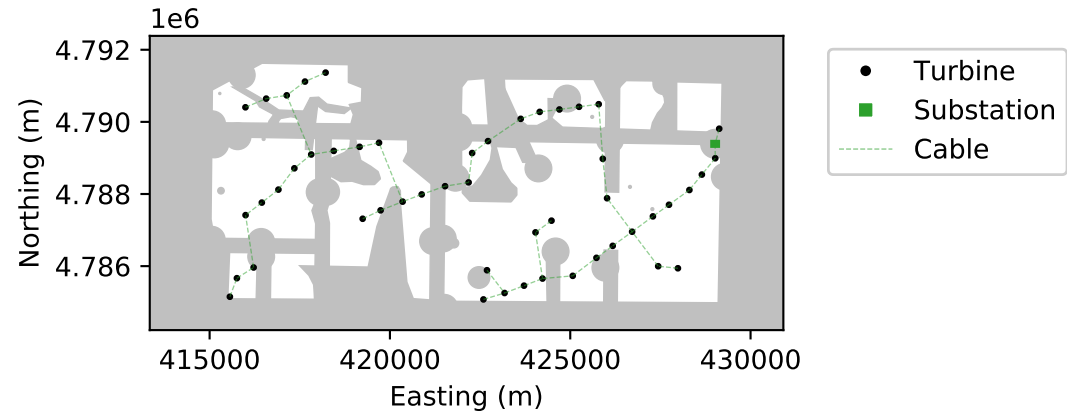 1e6
4.792
4.790
4.788
4.786
Northing (m)
415000 420000 425000 430000
Easting (m)
Turbine
Substation
Cable